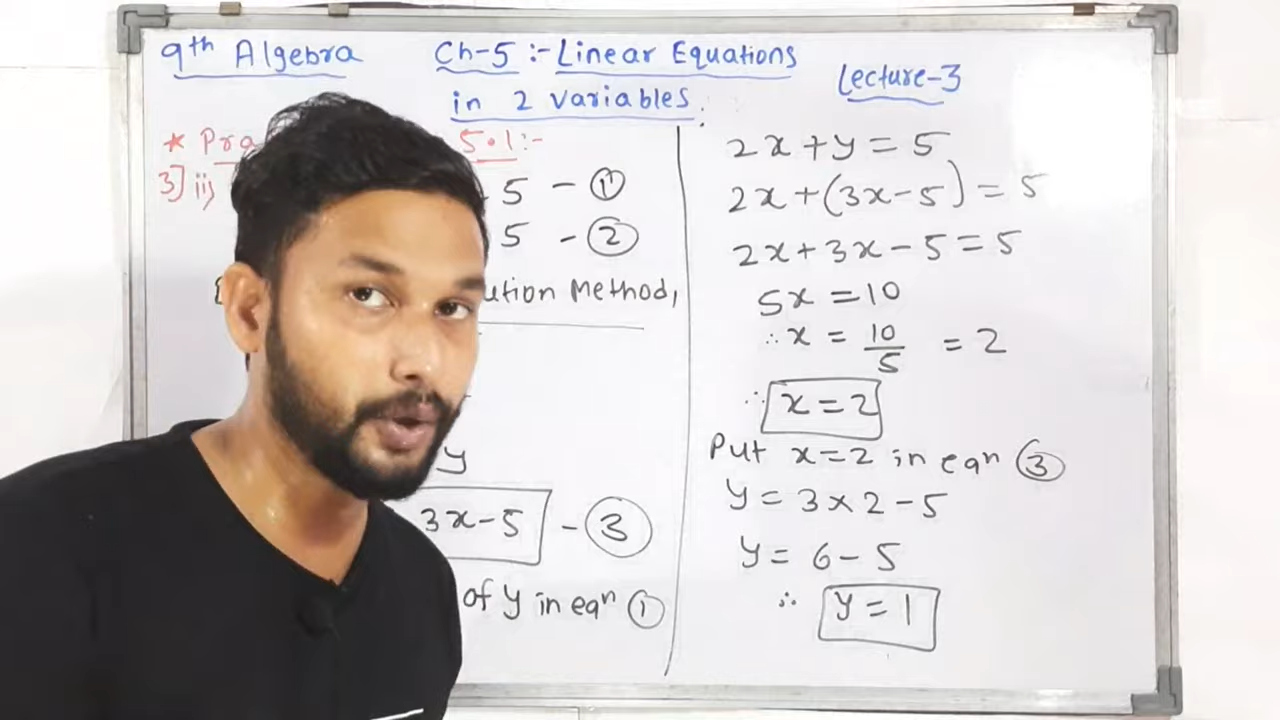 9th Algebra
Ch-5 :- Linear Equations
in 2 variables.
Lecture-3
* Pra 5.1 :-
3] ii)
5 - ①
5 - ②
ution Method,
y
3x-5 - ③
of y in eqn ①
2x + y = 5
2x + (3x - 5) = 5
2x + 3x - 5 = 5
5x = 10
∴ x = 10/5 = 2
∴ x = 2
Put x = 2 in eqn ③
y = 3 × 2 - 5
y = 6 - 5
∴ y = 1